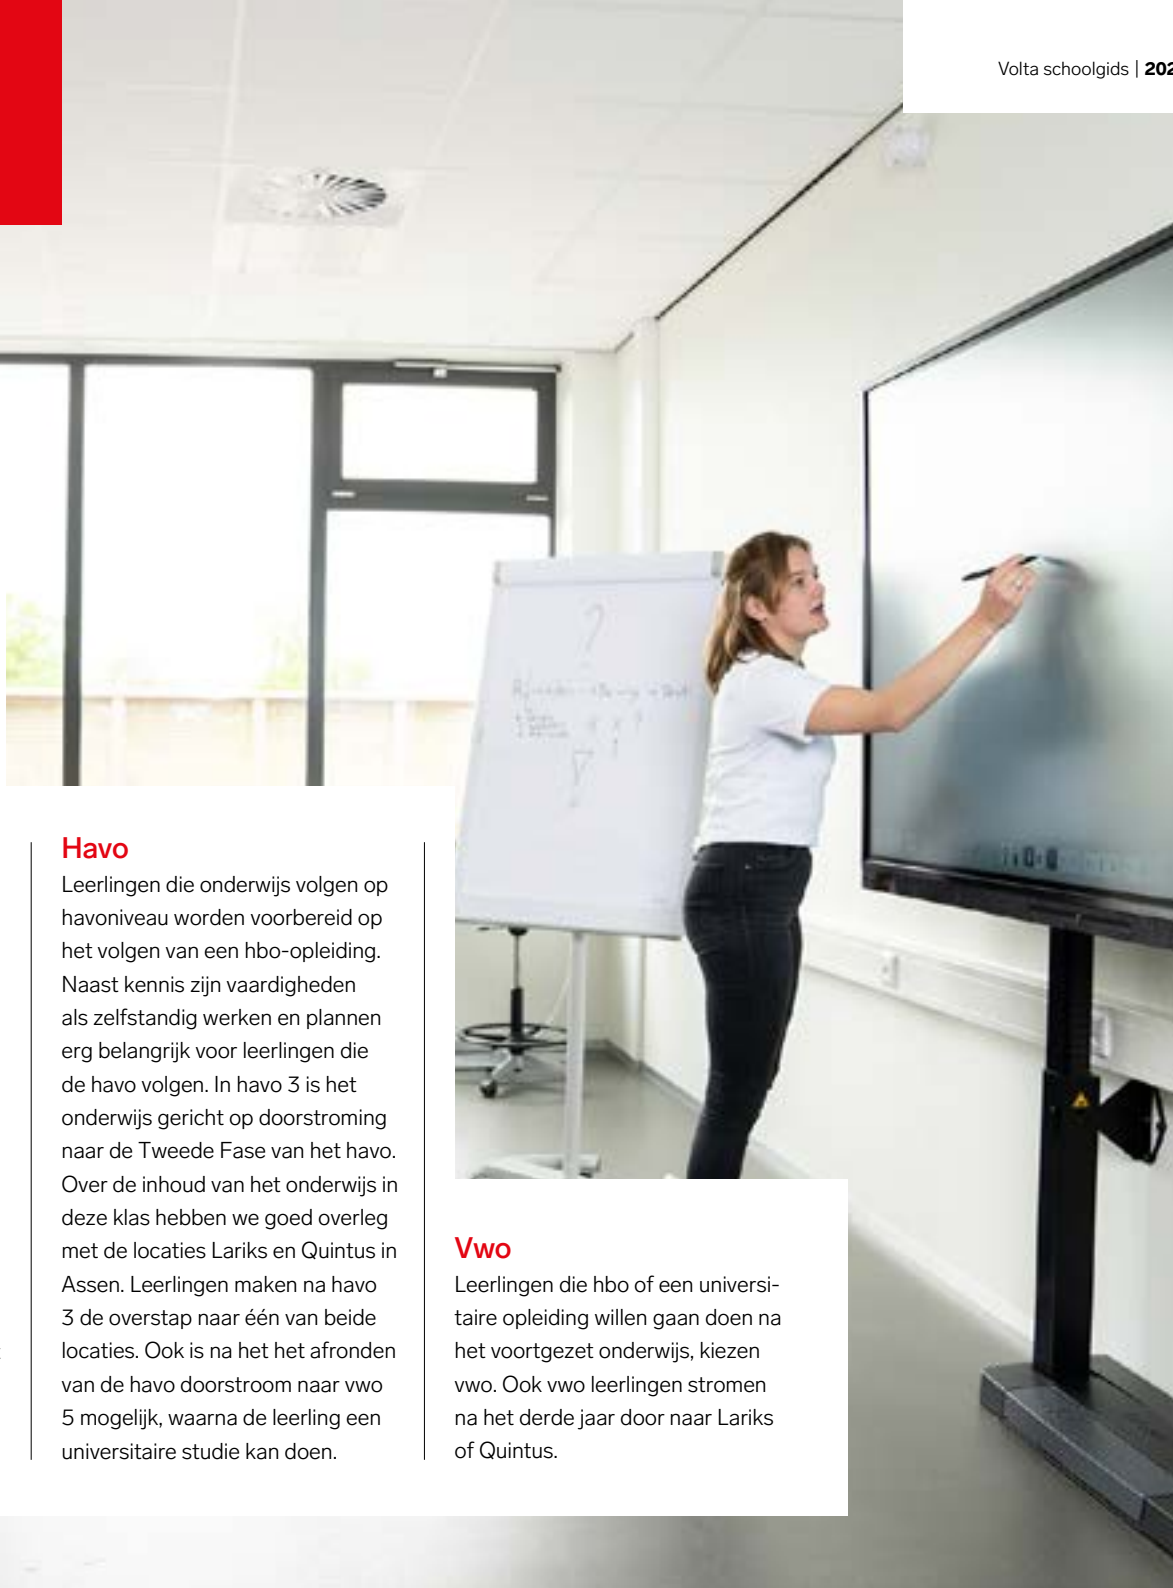 Volta schoolgids | 202
Havo
Leerlingen die onderwijs volgen op
havoniveau worden voorbereid op
het volgen van een hbo-opleiding.
Naast kennis zijn vaardigheden
als zelfstandig werken en plannen
erg belangrijk voor leerlingen die
de havo volgen. In havo 3 is het
onderwijs gericht op doorstroming
naar de Tweede Fase van het havo.
Over de inhoud van het onderwijs in
deze klas hebben we goed overleg
met de locaties Lariks en Quintus in
Assen. Leerlingen maken na havo
3 de overstap naar één van beide
locaties. Ook is na het het afronden
van de havo doorstroom naar vwo
5 mogelijk, waarna de leerling een
universitaire studie kan doen.
Vwo
Leerlingen die hbo of een universi-
taire opleiding willen gaan doen na
het voortgezet onderwijs, kiezen
vwo. Ook vwo leerlingen stromen
na het derde jaar door naar Lariks
of Quintus.
?